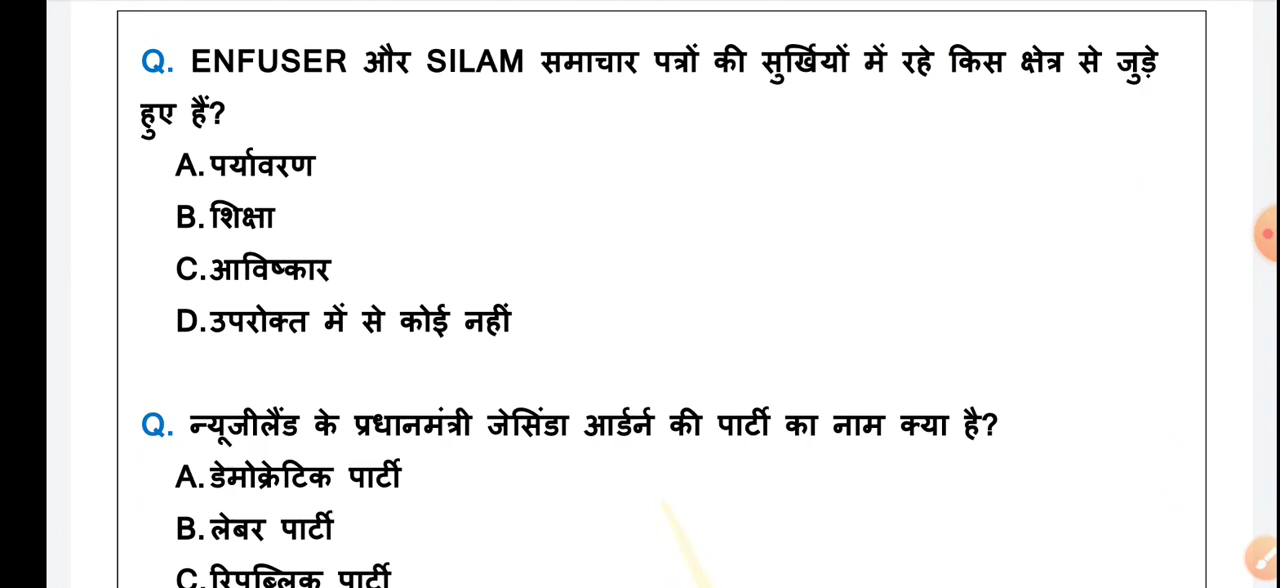 Q. ENFUSER और SILAM समाचार पत्रों की सुर्खियों में रहे किस क्षेत्र से जुड़े
हुए हैं?
A. पर्यावरण
B. शिक्षा
C. आविष्कार
D. उपरोक्त में से कोई नहीं
Q. न्यूजीलैंड के प्रधानमंत्री जेसिंडा आर्डर्न की पार्टी का नाम क्या है?
A. डेमोक्रेटिक पार्टी
B. लेबर पार्टी
C. रिपब्लिक पार्टी